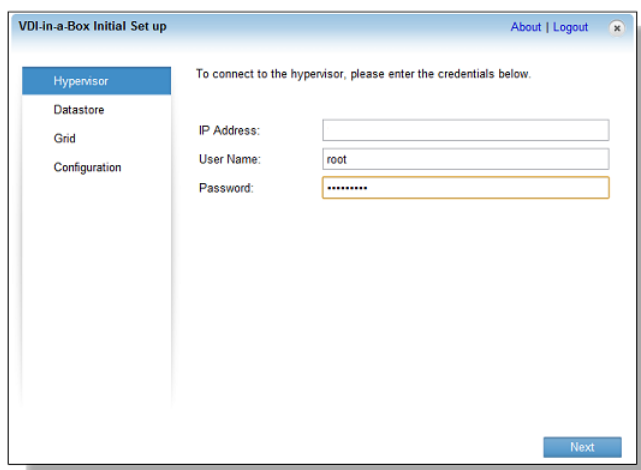 VDI-in-a-Box Initial Set up
About | Logout
Hypervisor
Datastore
Grid
Configuration
To connect to the hypervisor, please enter the credentials below.
IP Address:
User Name: root
Password: •••••••••
Next